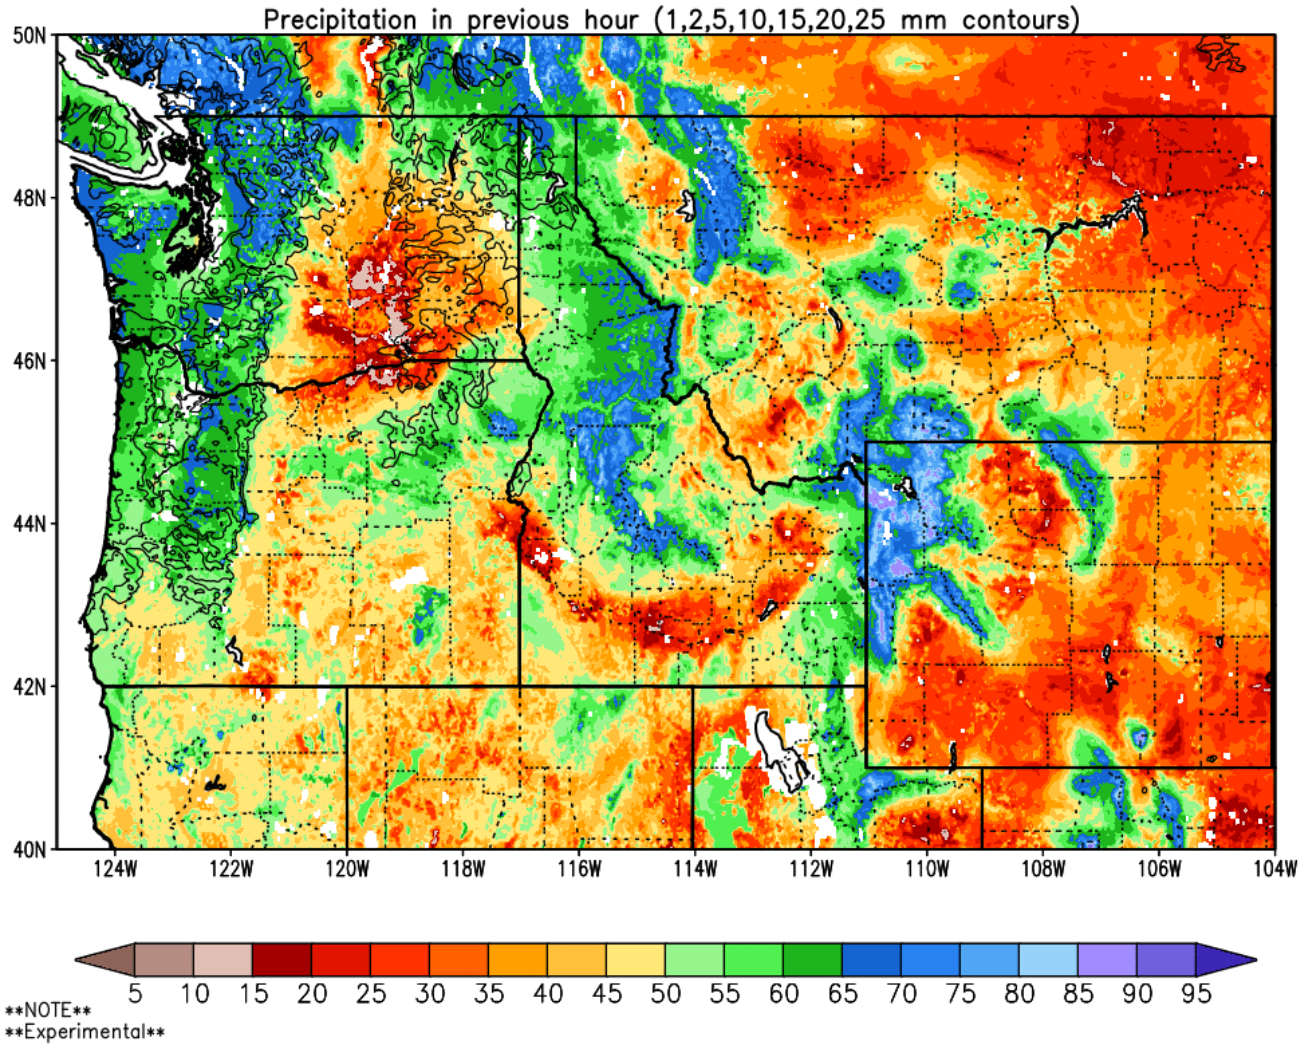 Precipitation in previous hour (1,2,5,10,15,20,25 mm contours)
50N
48N
46N
44N
42N
40N
124W 122W 120W 118W 116W 114W 112W 110W 108W 106W 104W
5 10 15 20 25 30 35 40 45 50 55 60 65 70 75 80 85 90 95
**NOTE**
**Experimental**